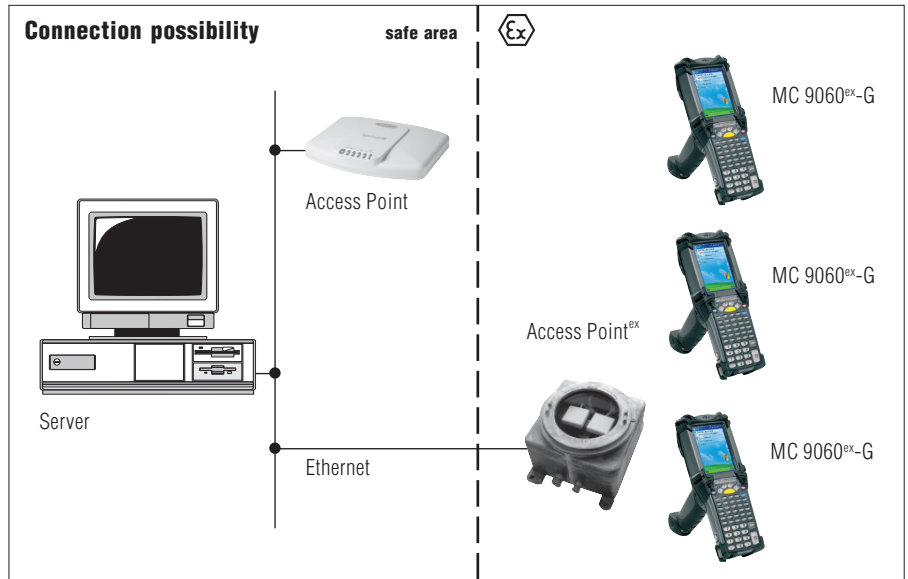 Connection possibility
safe area
Ex
MC 9060ex-G
Access Point
MC 9060ex-G
Access Pointex
Server
MC 9060ex-G
Ethernet